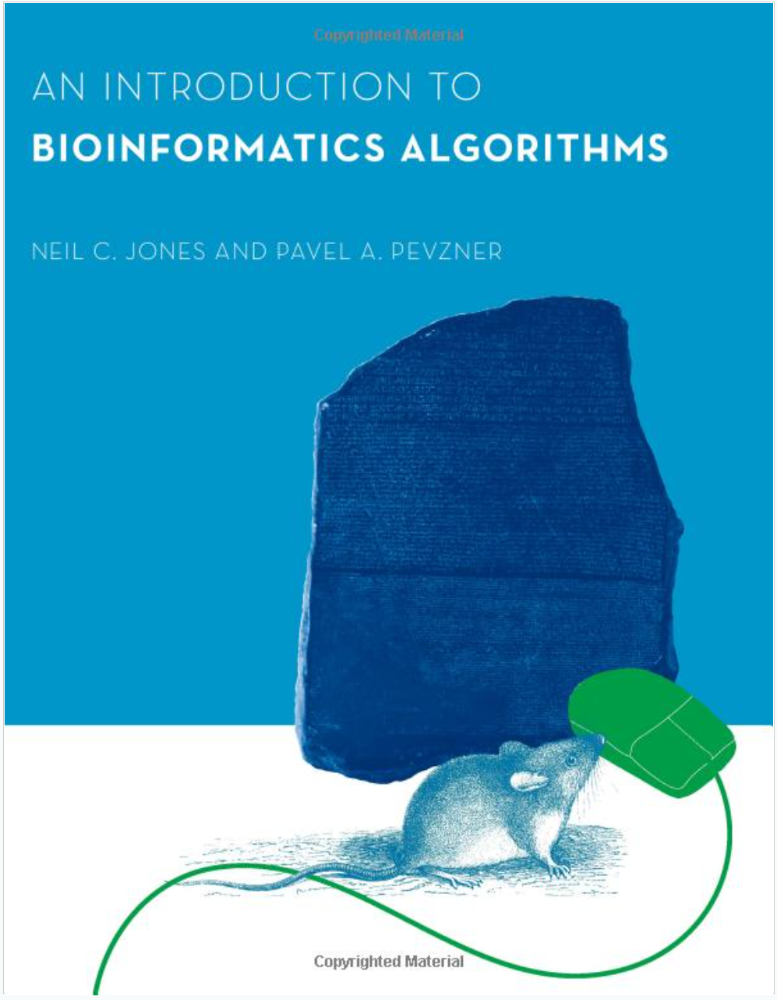 Copyrighted Material
AN INTRODUCTION TO
BIOINFORMATICS ALGORITHMS
NEIL C. JONES AND PAVEL A. PEVZNER
Copyrighted Material